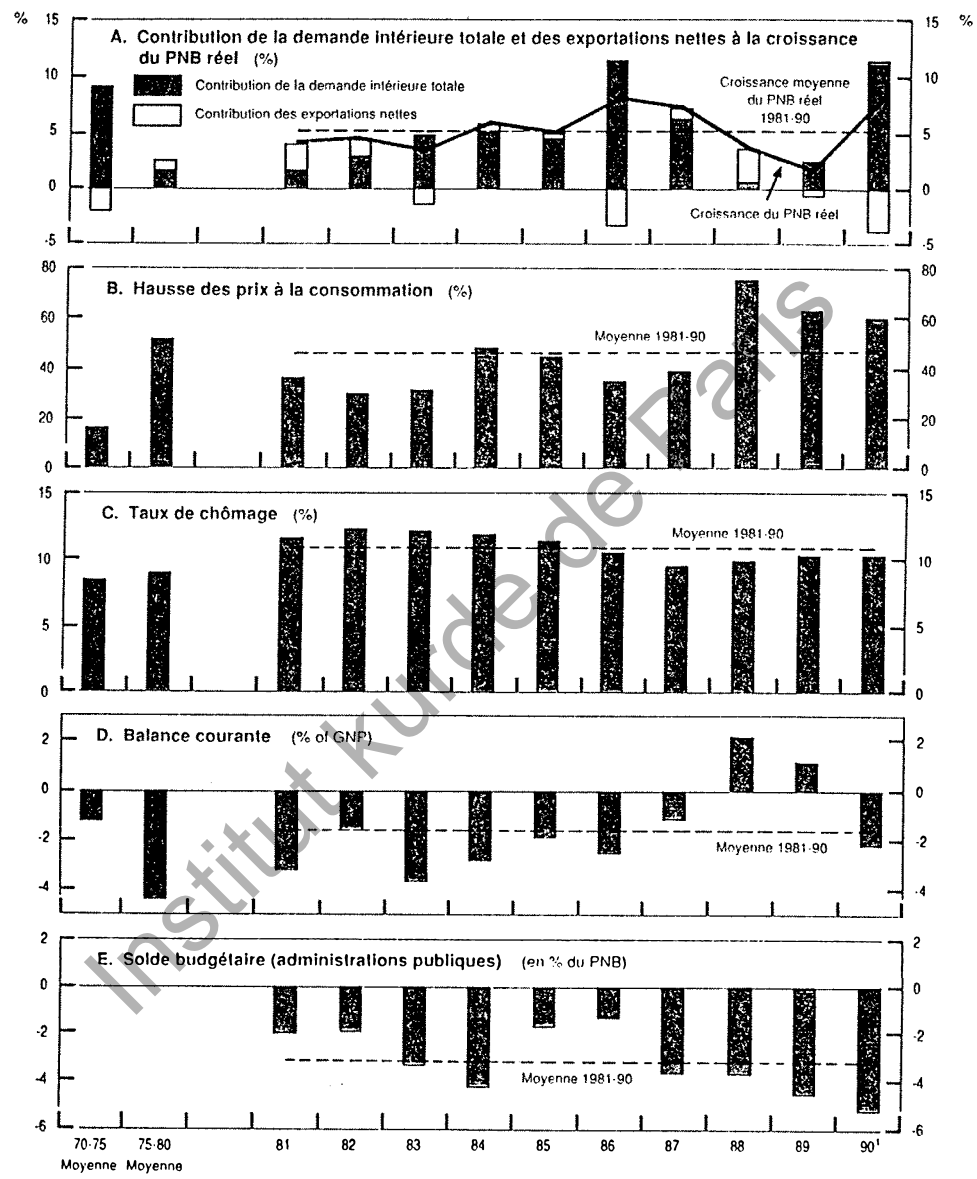 % 15 15 %
A. Contribution de la demande intérieure totale et des exportations nettes à la croissance
du PNB réel (%)
Contribution de la demande intérieure totale
Contribution des exportations nettes
Croissance moyenne
du PNB réel
1981-90
Croissance du PNB réel
10 10
5 5
0 0
-5 -5
80 80
B. Hausse des prix à la consommation (%)
Moyenne 1981-90
60 60
40 40
20 20
0 0
15 15
C. Taux de chômage (%)
Moyenne 1981-90
10 10
5 5
0 0
D. Balance courante (% of GNP)
2 2
0 0
-2 -2
Moyenne 1981-90
-4 -4
2 2
E. Solde budgétaire (administrations publiques) (en % du PNB)
0 0
-2 -2
Moyenne 1981-90
-4 -4
-6 -6
70-75 75-80 81 82 83 84 85 86 87 88 89 90¹
Moyenne Moyenne
Institut kurde de Paris